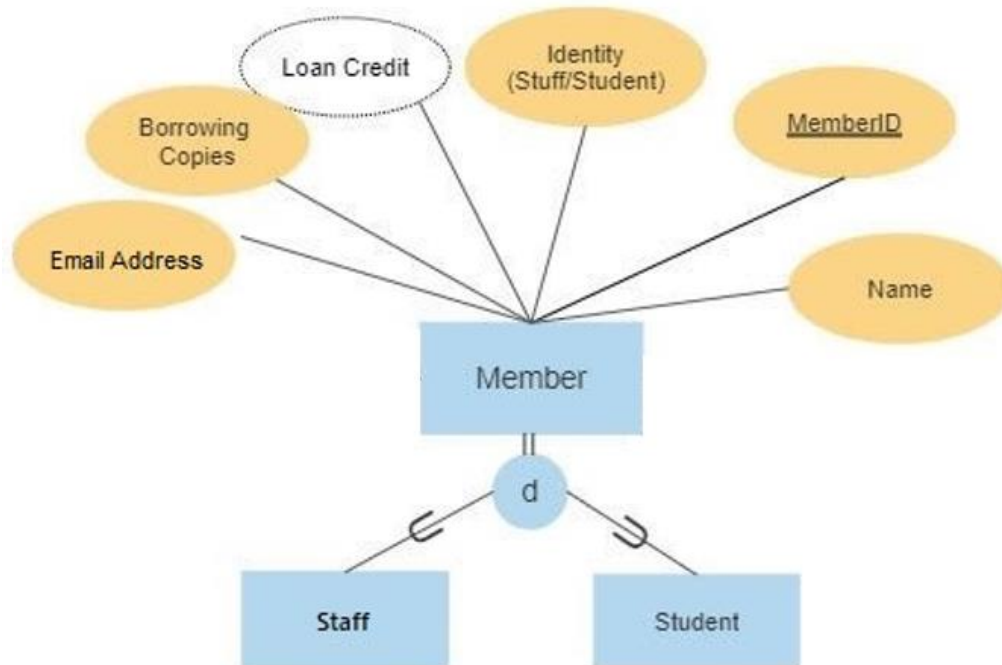 Loan Credit
Identity
(Stuff/Student)
MemberID
Borrowing
Copies
Email Address
Name
Member
d
Staff
Student